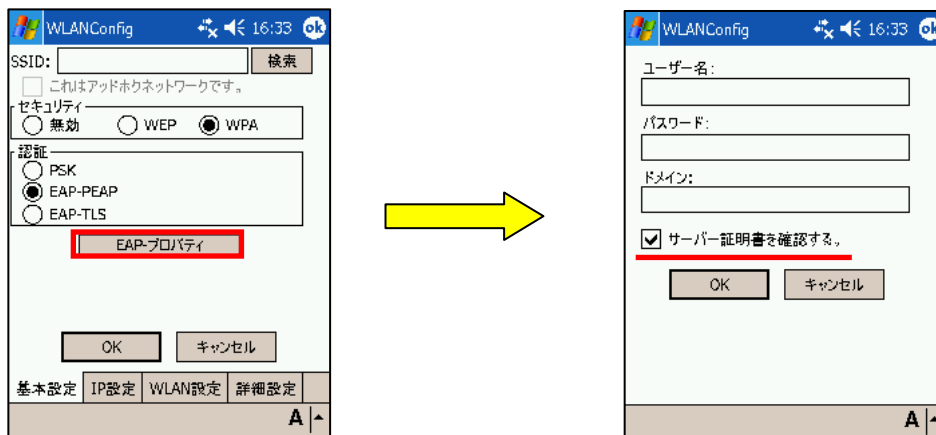 WLANConfig 16:33 ok
SSID: 検索
これはアッドホクネットワークです。
セキュリティ
無効 WEP WPA
認証
PSK
EAP-PEAP
EAP-TLS
EAP-プロパティ
OK キャンセル
基本設定 IP設定 WLAN設定 詳細設定
A
WLANConfig 16:33 ok
ユーザー名:
パスワード:
ドメイン:
サーバー証明書を確認する。
OK キャンセル
A